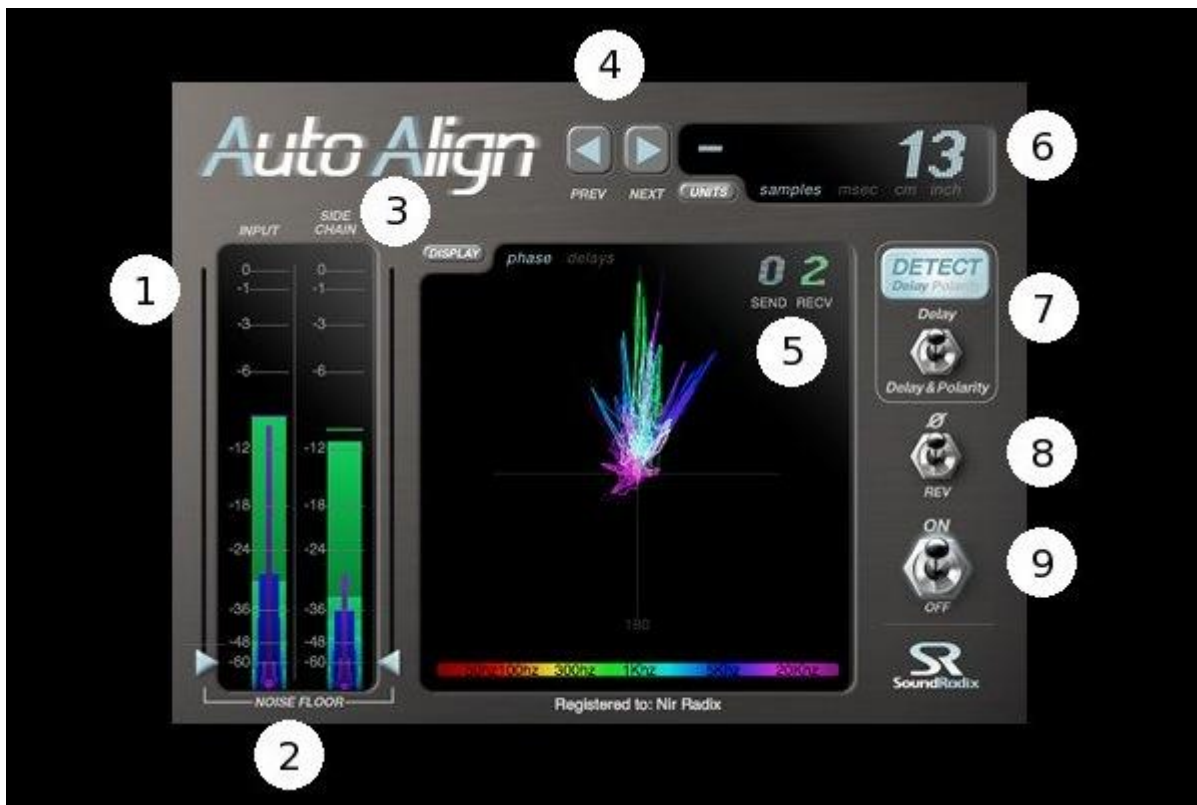 4
Auto Align
PREV NEXT
UNITS
– 13
samples msec cm inch
6
3
INPUT
SIDE CHAIN
1
0 0
-1 -1
-3 -3
-6 -6
-12 -12
-18 -18
-24 -24
-36 -36
-48 -48
-60 -60
NOISE FLOOR
2
DISPLAY
phase delays
0 2
SEND RECV
5
180
50hz 100hz 300hz 1Khz 5Khz 20Khz
Registered to: Nir Radix
DETECT
Delay Polarity
Delay
Delay & Polarity
7
Ø
REV
8
ON
OFF
9
SR
SoundRadix